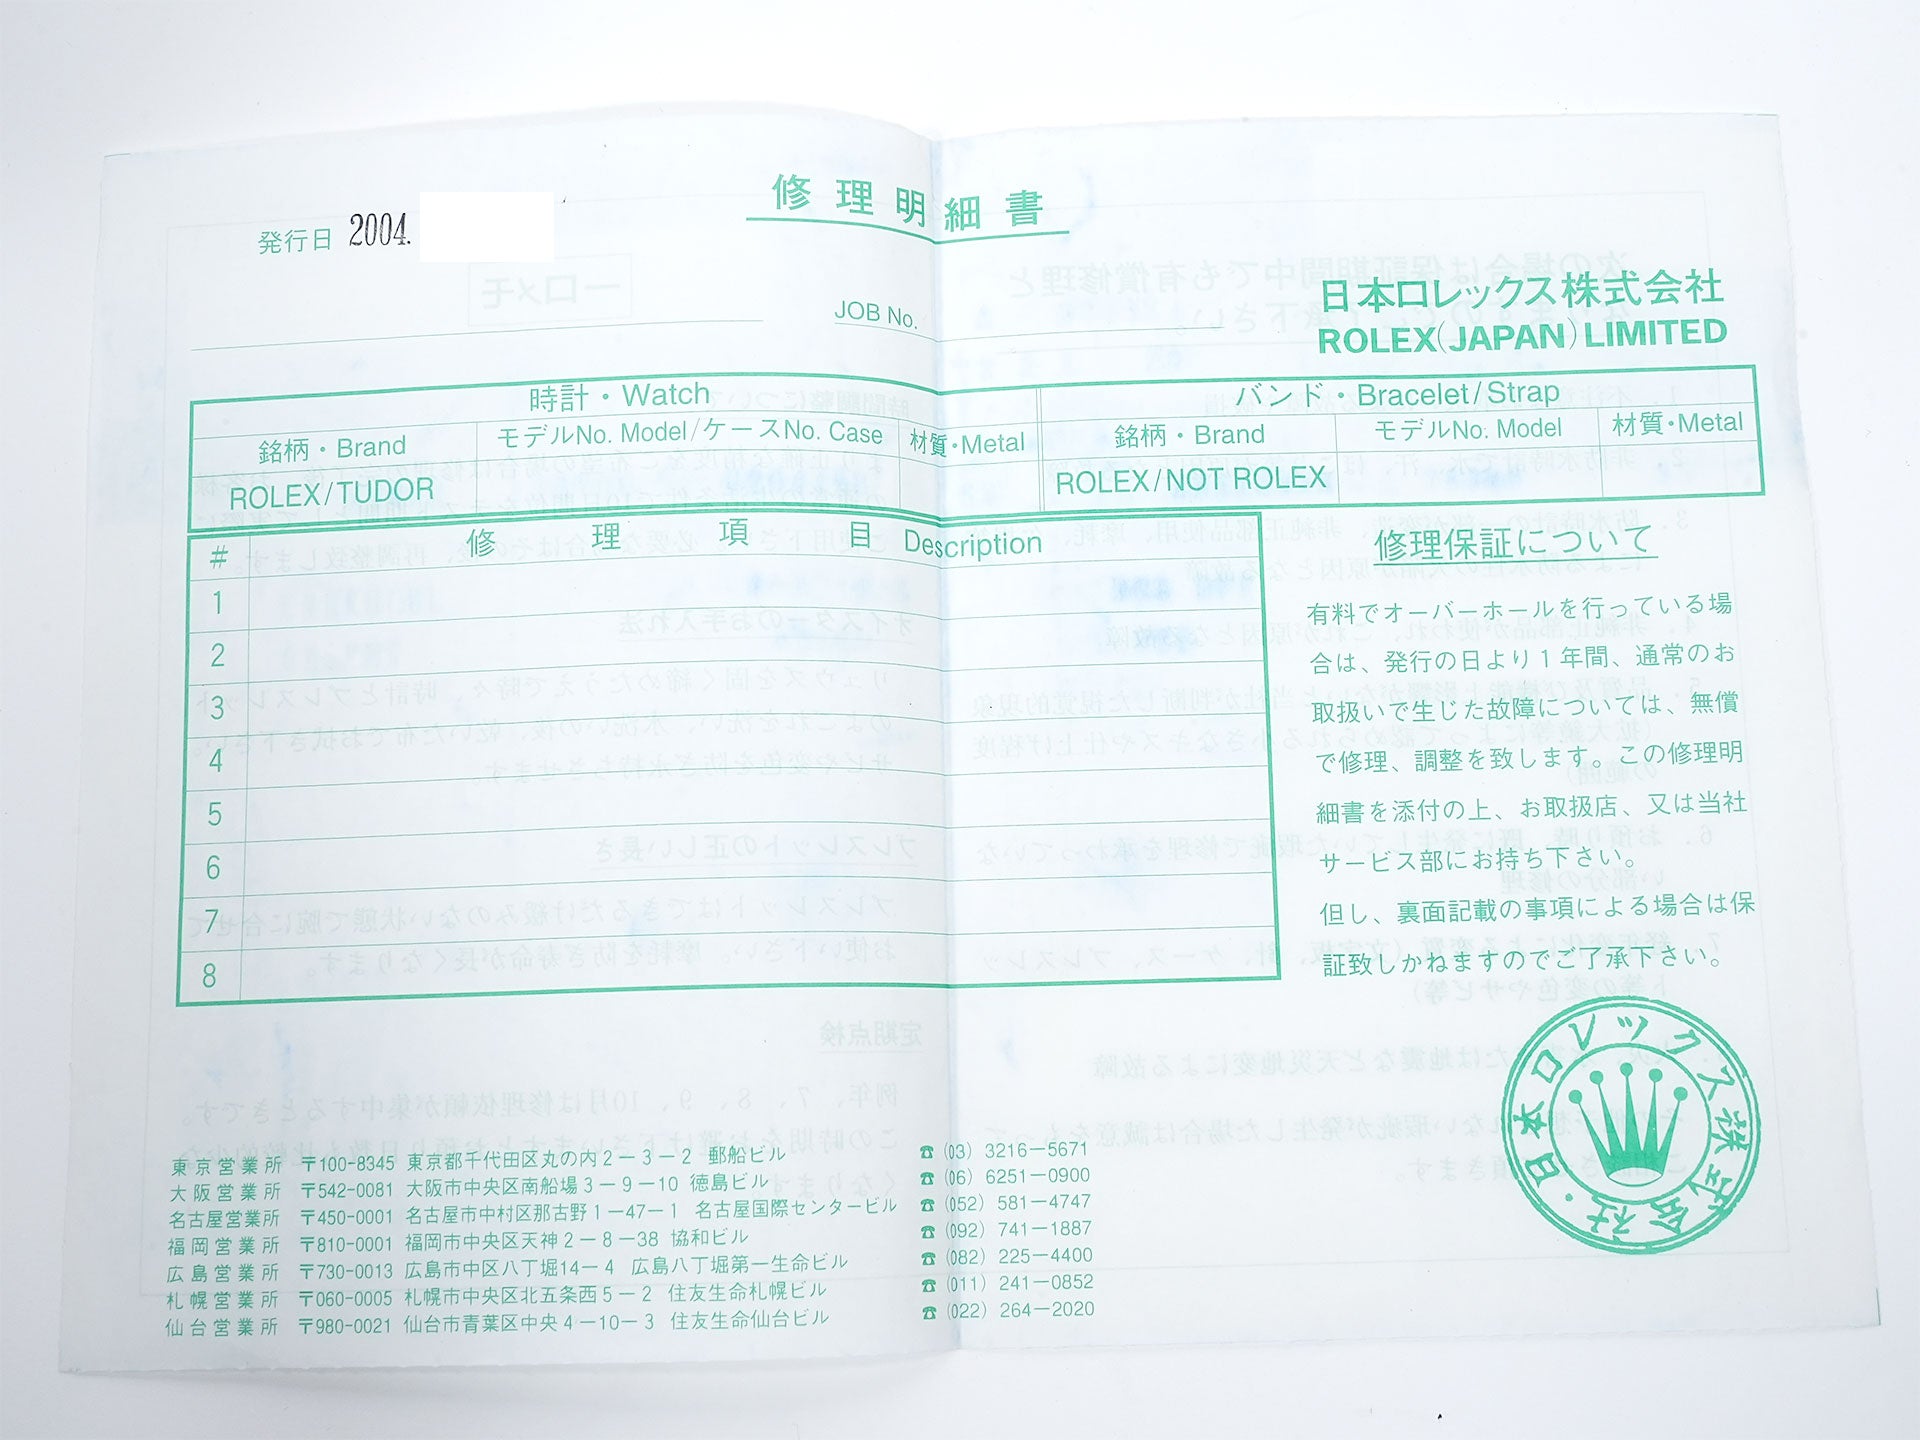 修理明細書
発行日 2004.
JOB No.
日本ロレックス株式会社
ROLEX(JAPAN)LIMITED
時計・Watch バンド・Bracelet/Strap
銘柄・Brand モデルNo. Model/ケースNo. Case 材質・Metal 銘柄・Brand モデルNo. Model 材質・Metal
ROLEX/TUDOR ROLEX/NOT ROLEX
# 修理項目 Description
1
2
3
4
5
6
7
8
修理保証について
有料でオーバーホールを行っている場
合は、発行の日より1年間、通常のお
取扱いで生じた故障については、無償
で修理、調整を致します。この修理明
細書を添付の上、お取扱店、又は当社
サービス部にお持ち下さい。
但し、裏面記載の事項による場合は保
証致しかねますのでご了承下さい。
日本ロレックス株式会社・
東京営業所 〒100-8345 東京都千代田区丸の内2-3-2 郵船ビル ☎(03) 3216-5671
大阪営業所 〒542-0081 大阪市中央区南船場3-9-10 徳島ビル ☎(06) 6251-0900
名古屋営業所 〒450-0001 名古屋市中村区那古野1-47-1 名古屋国際センタービル ☎(052) 581-4747
福岡営業所 〒810-0001 福岡市中央区天神2-8-38 協和ビル ☎(092) 741-1887
広島営業所 〒730-0013 広島市中区八丁堀14-4 広島八丁堀第一生命ビル ☎(082) 225-4400
札幌営業所 〒060-0005 札幌市中央区北五条西5-2 住友生命札幌ビル ☎(011) 241-0852
仙台営業所 〒980-0021 仙台市青葉区中央4-10-3 住友生命仙台ビル ☎(022) 264-2020